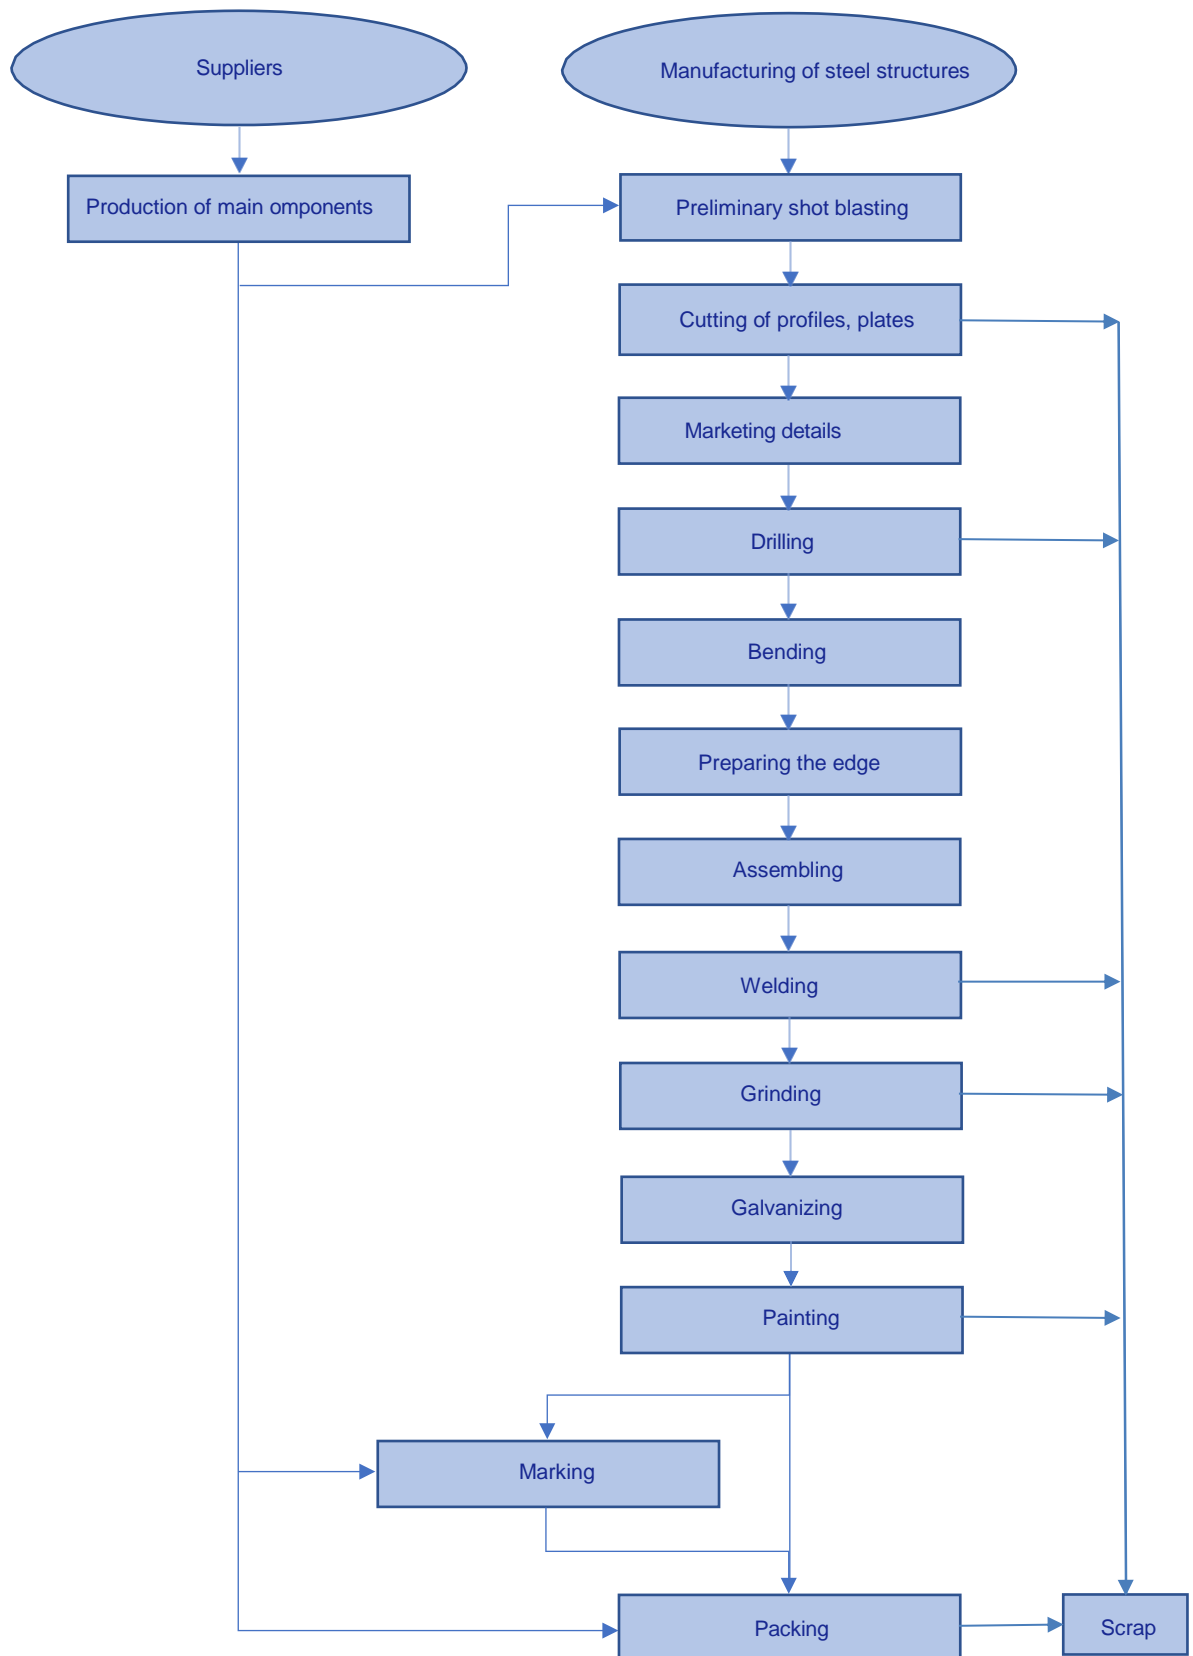 Suppliers
Manufacturing of steel structures
Production of main omponents
Preliminary shot blasting
Cutting of profiles, plates
Marketing details
Drilling
Bending
Preparing the edge
Assembling
Welding
Grinding
Galvanizing
Painting
Marking
Packing
Scrap